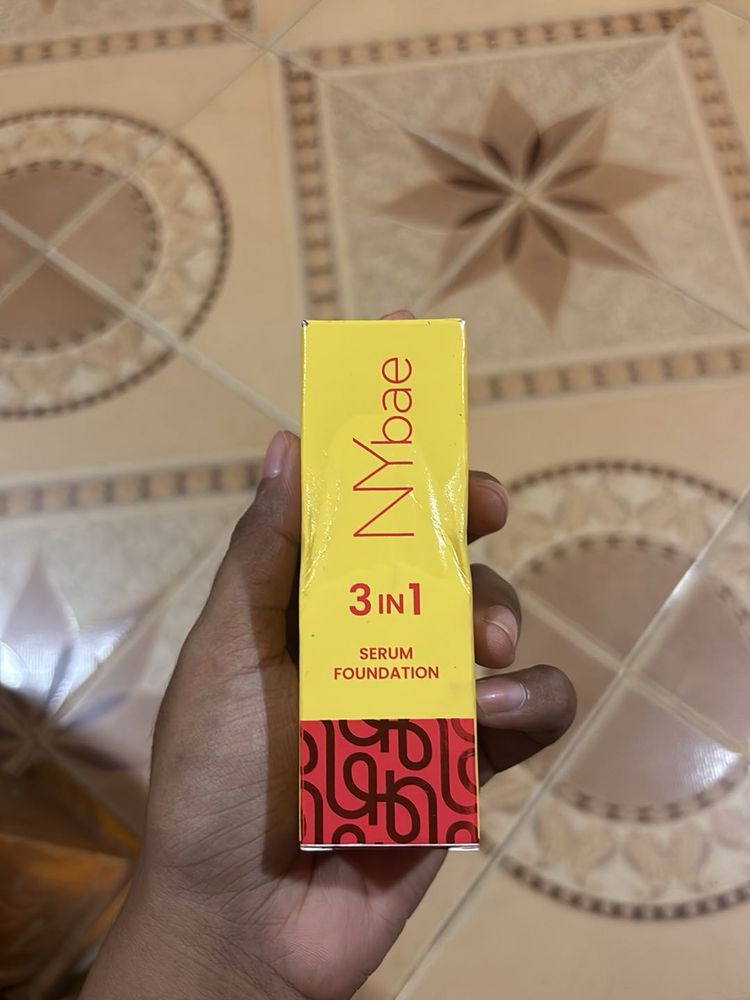 NYbae
3 IN 1
SERUM
FOUNDATION